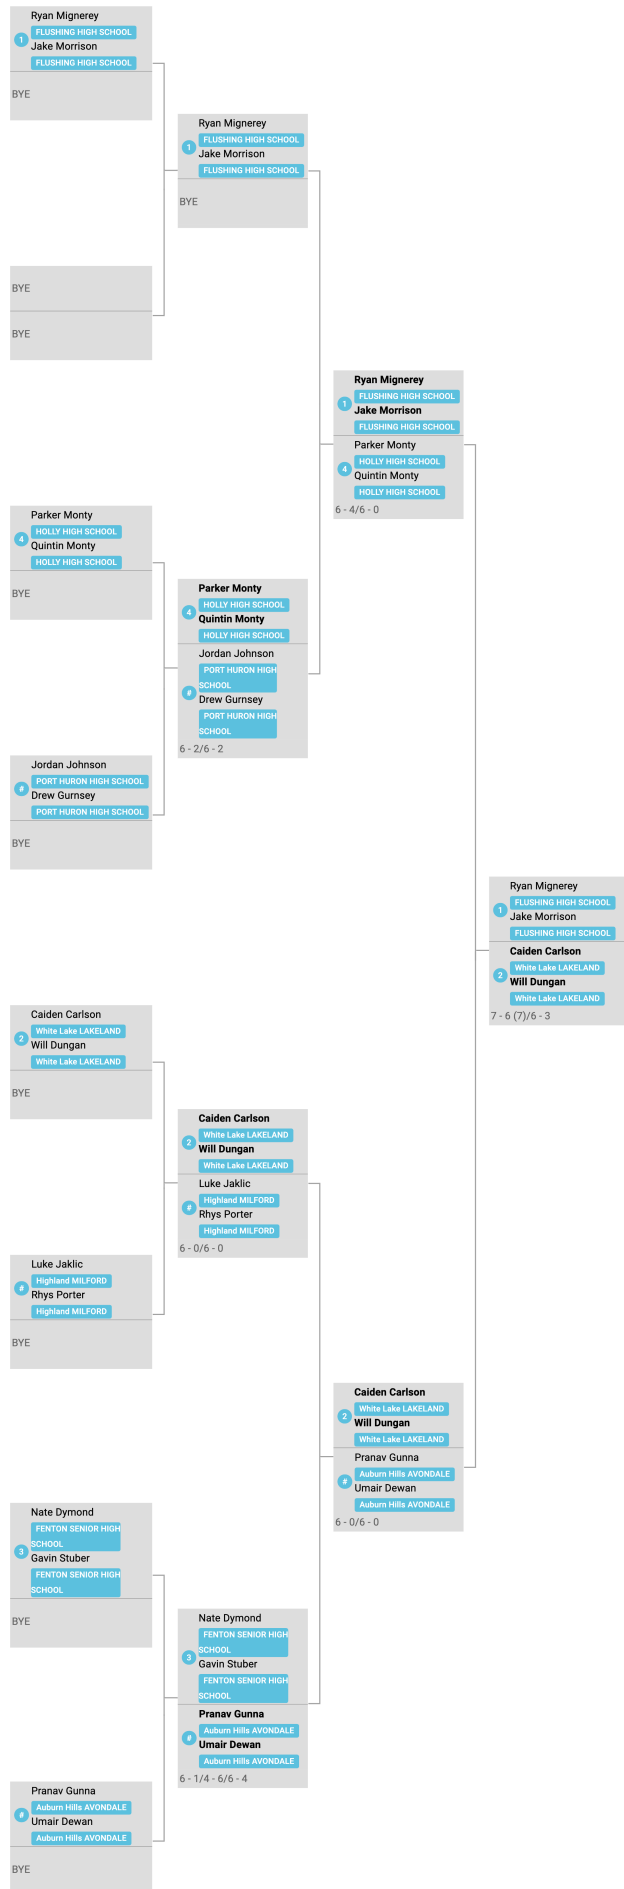 Ryan Mignerey
1
FLUSHING HIGH SCHOOL
Jake Morrison
FLUSHING HIGH SCHOOL
BYE
Ryan Mignerey
1
FLUSHING HIGH SCHOOL
Jake Morrison
FLUSHING HIGH SCHOOL
BYE
BYE
BYE
Ryan Mignerey
1
FLUSHING HIGH SCHOOL
Jake Morrison
FLUSHING HIGH SCHOOL
Parker Monty
4
HOLLY HIGH SCHOOL
Quintin Monty
HOLLY HIGH SCHOOL
6 - 4/6 - 0
Parker Monty
4
HOLLY HIGH SCHOOL
Quintin Monty
HOLLY HIGH SCHOOL
BYE
Parker Monty
4
HOLLY HIGH SCHOOL
Quintin Monty
HOLLY HIGH SCHOOL
Jordan Johnson
#
PORT HURON HIGH
SCHOOL
Drew Gurnsey
PORT HURON HIGH
SCHOOL
6 - 2/6 - 2
Jordan Johnson
#
PORT HURON HIGH SCHOOL
Drew Gurnsey
PORT HURON HIGH SCHOOL
BYE
Ryan Mignerey
1
FLUSHING HIGH SCHOOL
Jake Morrison
FLUSHING HIGH SCHOOL
Caiden Carlson
2
White Lake LAKELAND
Will Dungan
White Lake LAKELAND
7 - 6 (7)/6 - 3
Caiden Carlson
2
White Lake LAKELAND
Will Dungan
White Lake LAKELAND
BYE
Caiden Carlson
2
White Lake LAKELAND
Will Dungan
White Lake LAKELAND
Luke Jaklic
#
Highland MILFORD
Rhys Porter
Highland MILFORD
6 - 0/6 - 0
Luke Jaklic
#
Highland MILFORD
Rhys Porter
Highland MILFORD
BYE
Caiden Carlson
2
White Lake LAKELAND
Will Dungan
White Lake LAKELAND
Pranav Gunna
#
Auburn Hills AVONDALE
Umair Dewan
Auburn Hills AVONDALE
6 - 0/6 - 0
Nate Dymond
3
FENTON SENIOR HIGH
SCHOOL
Gavin Stuber
FENTON SENIOR HIGH
SCHOOL
BYE
Nate Dymond
3
FENTON SENIOR HIGH
SCHOOL
Gavin Stuber
FENTON SENIOR HIGH
SCHOOL
Pranav Gunna
#
Auburn Hills AVONDALE
Umair Dewan
Auburn Hills AVONDALE
6 - 1/4 - 6/6 - 4
Pranav Gunna
#
Auburn Hills AVONDALE
Umair Dewan
Auburn Hills AVONDALE
BYE